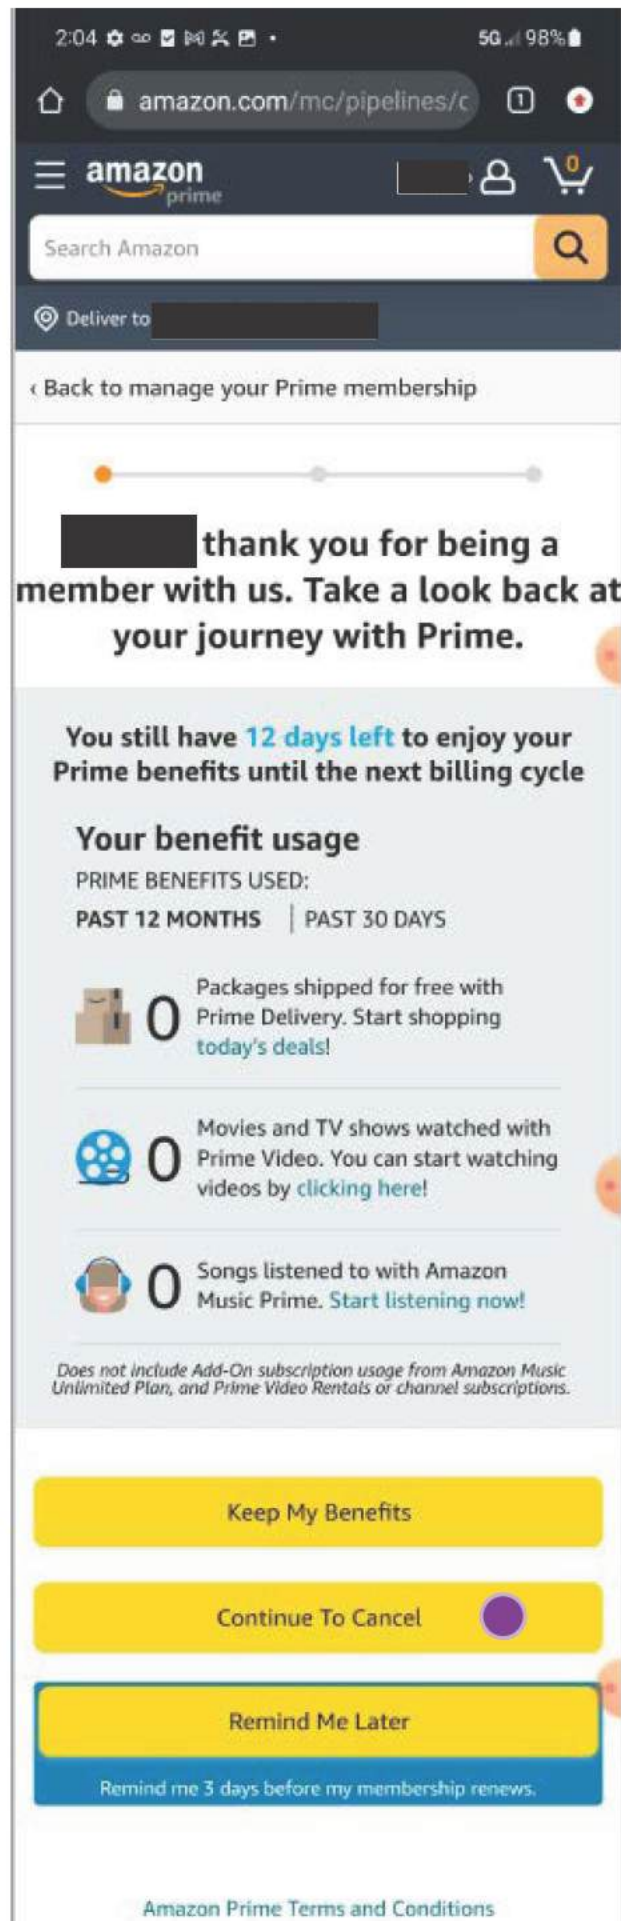 2:04
5G 98%
amazon.com/mc/pipelines/c
1
amazon
prime
0
Search Amazon
Deliver to
‹ Back to manage your Prime membership
thank you for being a
member with us. Take a look back at
your journey with Prime.
You still have 12 days left to enjoy your
Prime benefits until the next billing cycle
Your benefit usage
PRIME BENEFITS USED:
PAST 12 MONTHS | PAST 30 DAYS
0
Packages shipped for free with
Prime Delivery. Start shopping
today's deals!
0
Movies and TV shows watched with
Prime Video. You can start watching
videos by clicking here!
0
Songs listened to with Amazon
Music Prime. Start listening now!
Does not include Add-On subscription usage from Amazon Music
Unlimited Plan, and Prime Video Rentals or channel subscriptions.
Keep My Benefits
Continue To Cancel
Remind Me Later
Remind me 3 days before my membership renews.
Amazon Prime Terms and Conditions